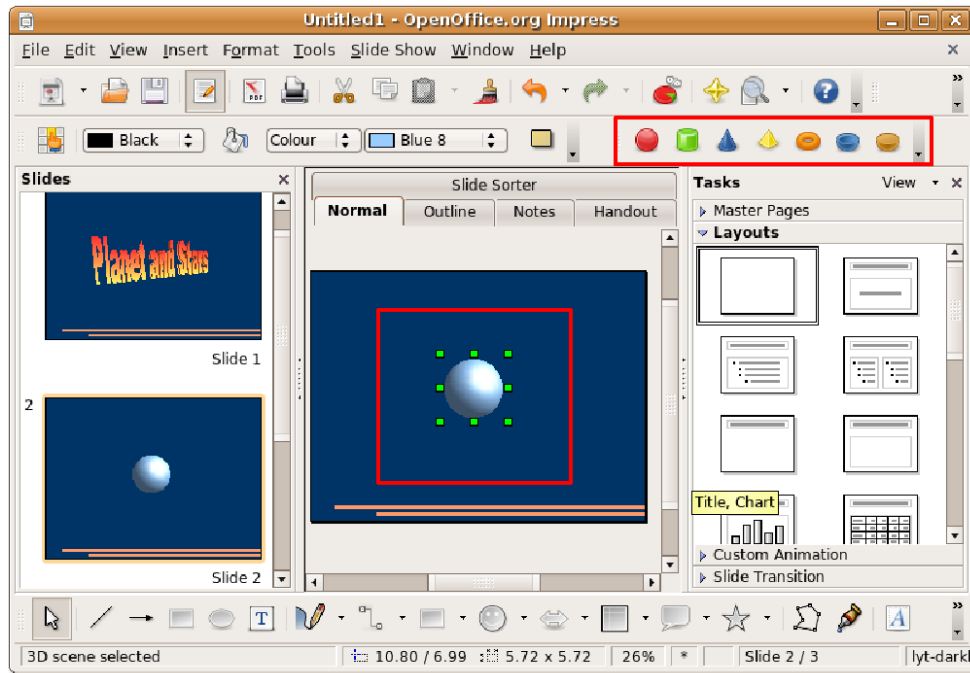 Untitled1 - OpenOffice.org Impress
File Edit View Insert Format Tools Slide Show Window Help
PDF
Black Colour Blue 8
Slides
Planet and Stars
Slide 1
2
Slide 2
Slide Sorter
Normal Outline Notes Handout
Tasks View
Master Pages
Layouts
Title, Chart
Custom Animation
Slide Transition
T
A
3D scene selected 10.80 / 6.99 5.72 x 5.72 26% * Slide 2 / 3